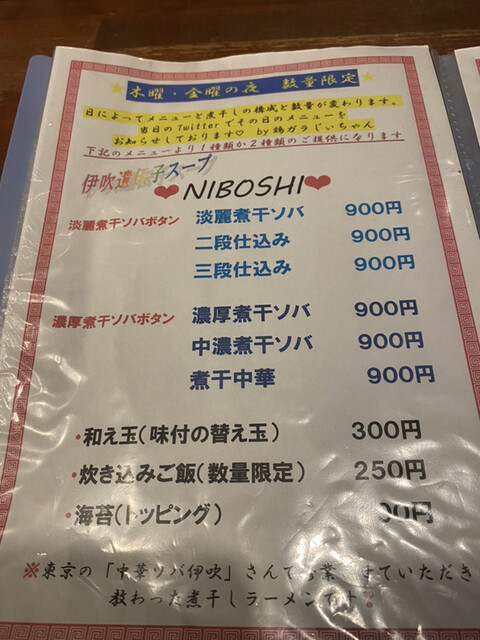 ★木曜・金曜の夜 数量限定★
日によってメニューと煮干しの構成と数量が変わります。
当日のTwitterでその日のメニューを
お知らせしております♡ by鶏ガラじぃちゃん
下記のメニューより1種類か2種類のご提供になります
伊吹遺伝子スープ
❤NIBOSHI❤
淡麗煮干ソバボタン 淡麗煮干ソバ 900円
二段仕込み 900円
三段仕込み 900円
濃厚煮干ソバボタン 濃厚煮干ソバ 900円
中濃煮干ソバ 900円
煮干中華 900円
・和え玉(味付の替え玉) 300円
・炊き込みご飯(数量限定) 250円
・海苔(トッピング) 00円
※東京の「中華ソバ伊吹」さんで せていただき
教わった煮干しラーメンです